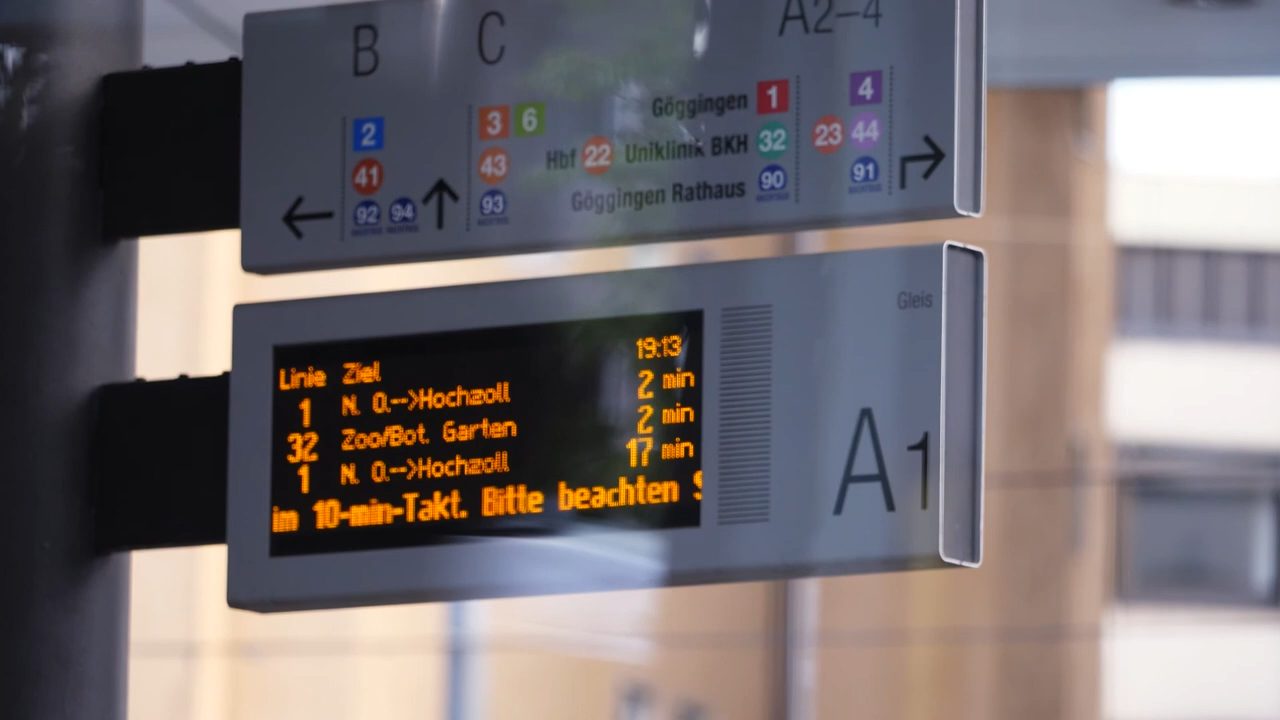 B C A2–4
Göggingen 1 4
2 3 6
41 43 Hbf 22 Uniklinik BKH 32 23 44
92 94 93 Göggingen Rathaus 90 91
Gleis
A1
19:13
Linie Ziel
1 N. O.-->Hochzoll 2 min
32 Zoo/Bot. Garten 2 min
1 N. O.-->Hochzoll 17 min
im 10-min-Takt. Bitte beachten S